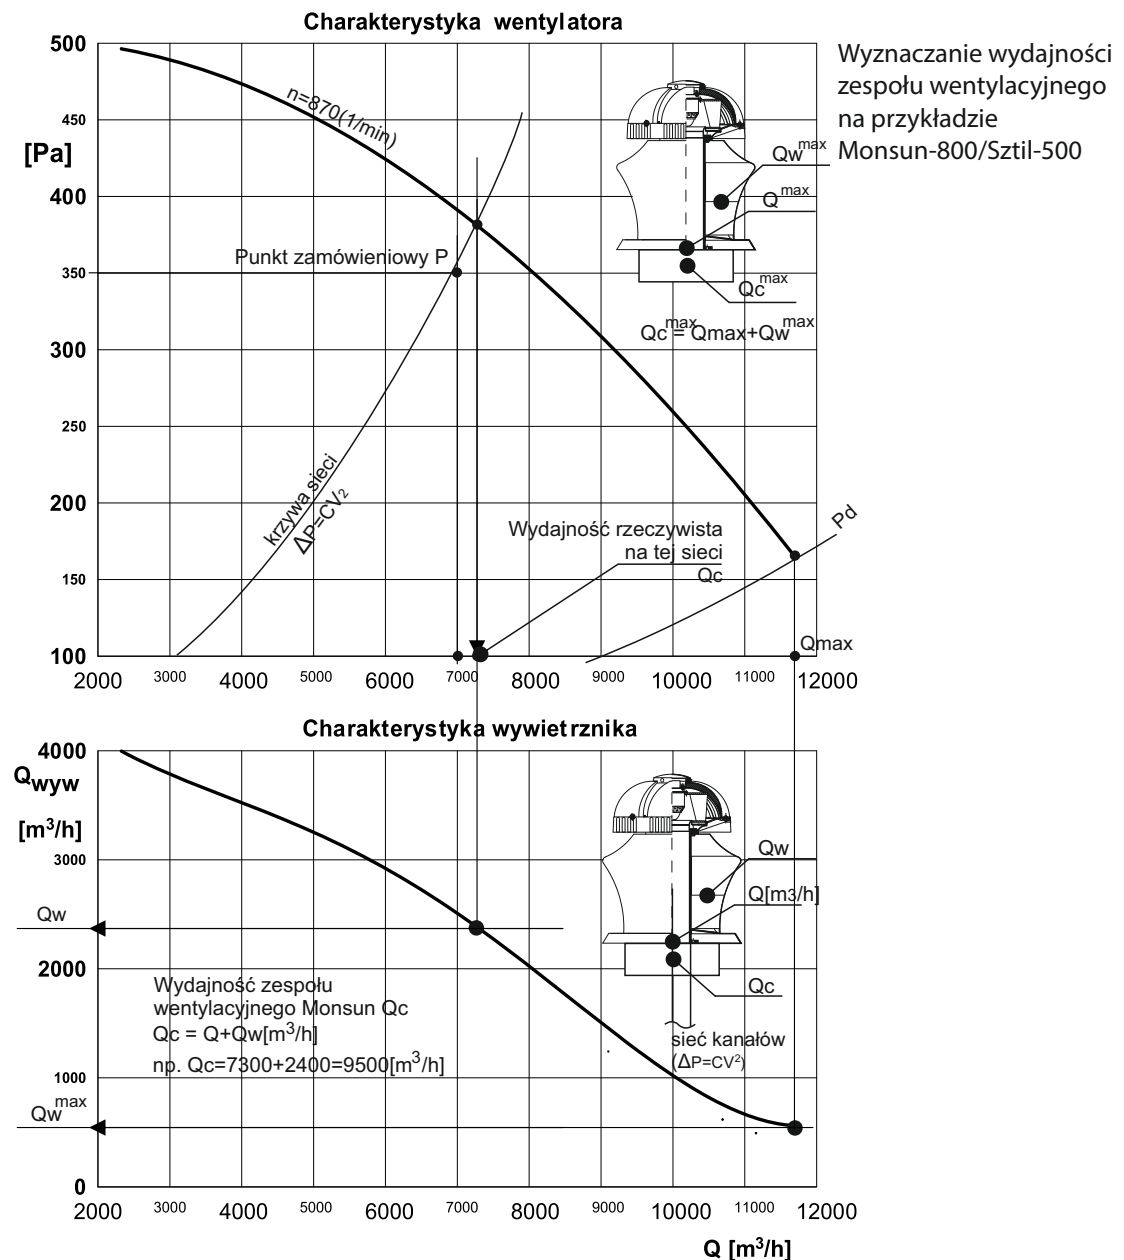 Charakterystyka wentylatora
Wyznaczanie wydajności
zespołu wentylacyjnego
na przykładzie
Monsun-800/Sztil-500
500
450
[Pa]
400
350
300
250
200
150
100
n=870(1/min)
Punkt zamówieniowy P
krzywa sieci
ΔP=CV2
Qw max
Q max
Qc max
Qc max = Qmax+Qw max
Wydajność rzeczywista
na tej sieci
Qc
Pd
Qmax
2000 3000 4000 5000 6000 7000 8000 9000 10000 11000 12000
Charakterystyka wywietrznika
4000
Qwyw
[m³/h]
3000
Qw
2000
1000
Qw max
0
Qw
Q[m3/h]
Qc
sieć kanałów
(ΔP=CV²)
Wydajność zespołu
wentylacyjnego Monsun Qc
Qc = Q+Qw[m³/h]
np. Qc=7300+2400=9500[m³/h]
2000 3000 4000 5000 6000 7000 8000 9000 10000 11000 12000
Q [m³/h]